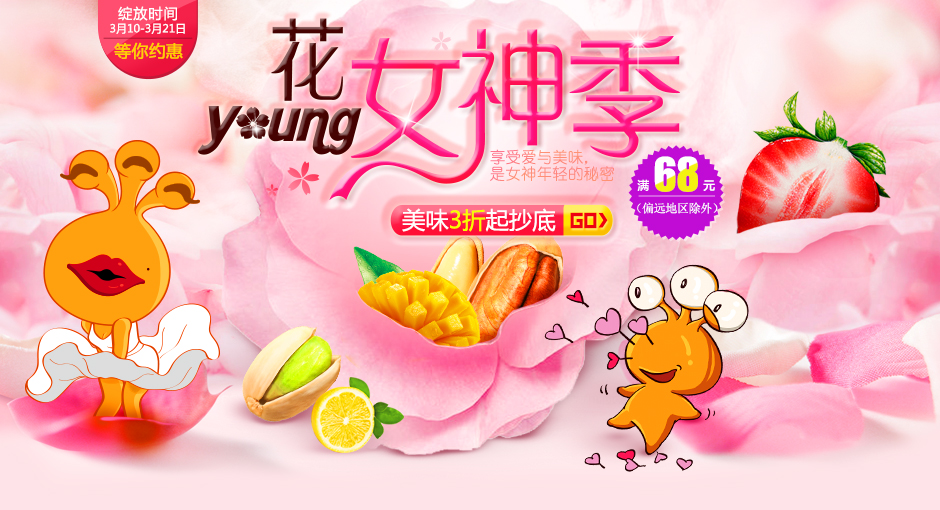 绽放时间
3月10-3月21日
等你约惠
花
young
女神季
享受爱与美味,
是女神年轻的秘密
满68元
(偏远地区除外)
美味3折起抄底 GO>